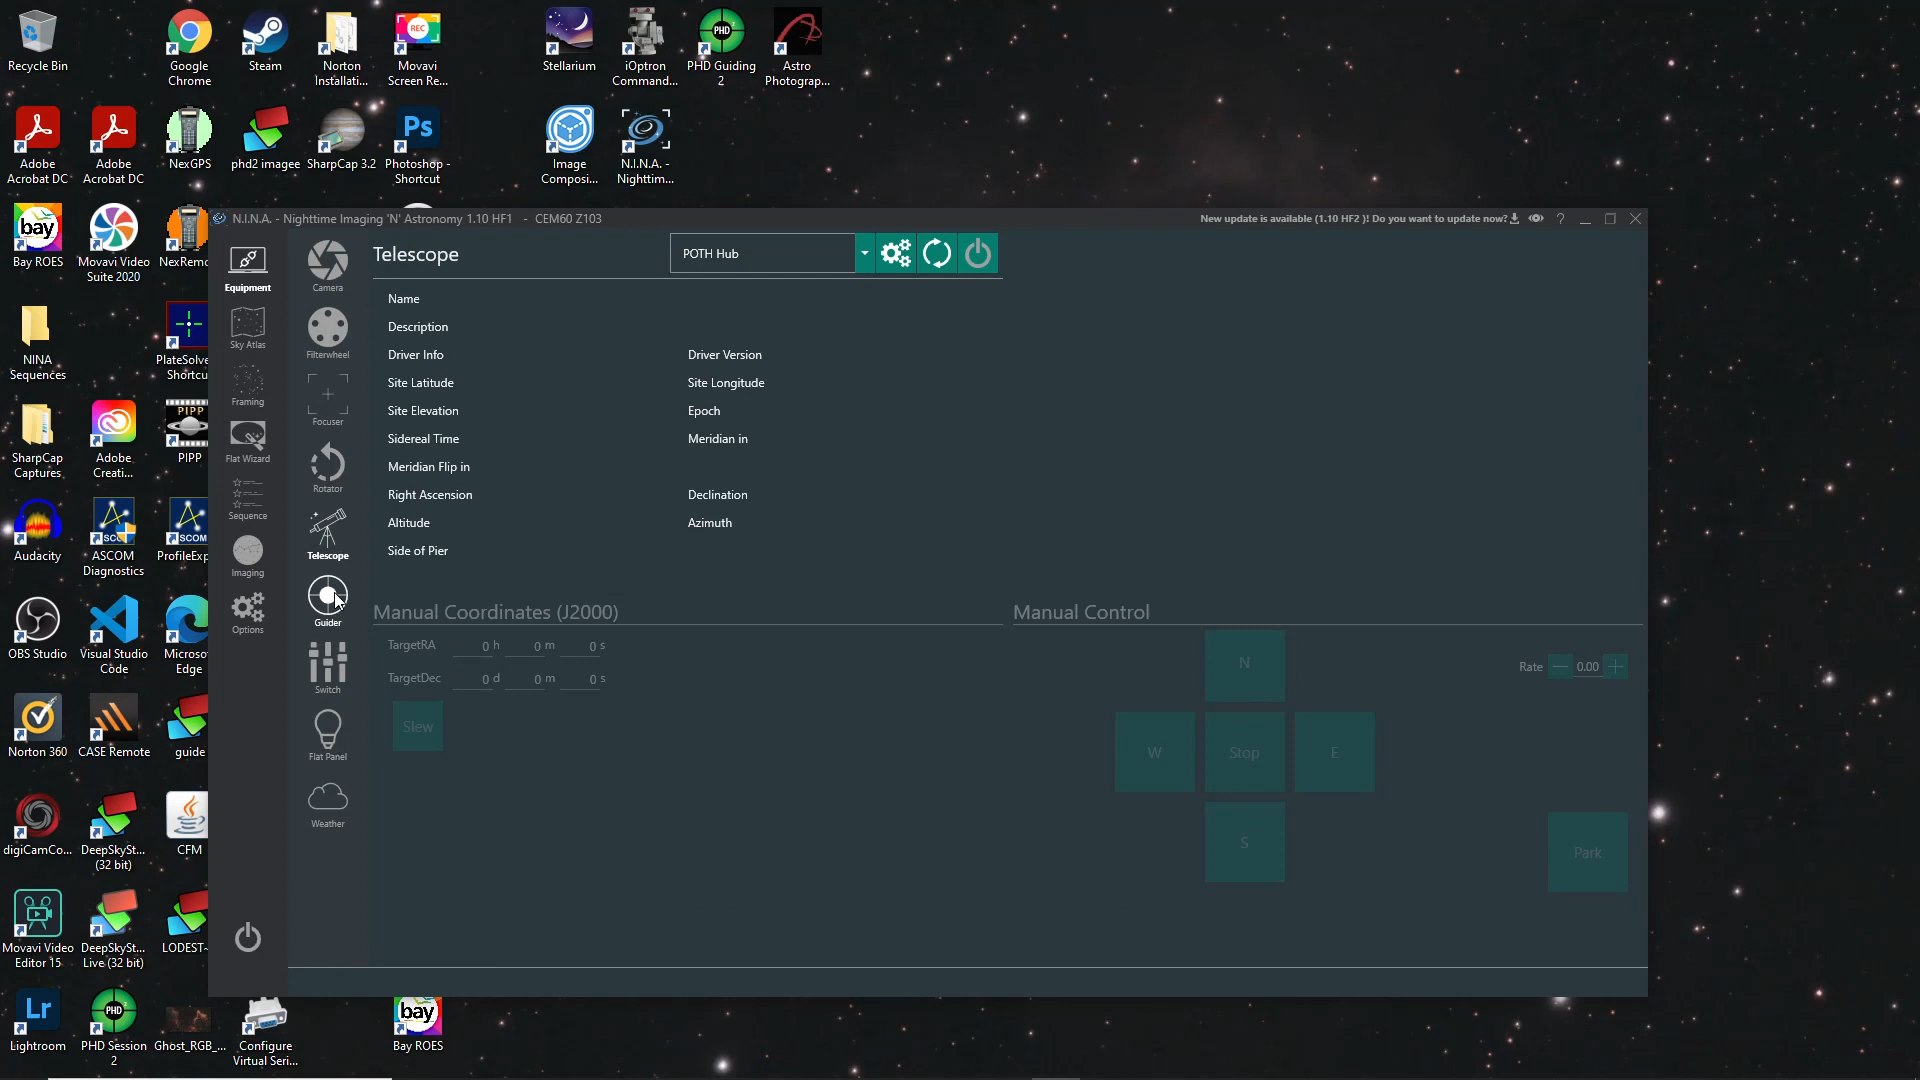 Recycle Bin
Google
Chrome
Steam
Norton
Installati...
Movavi
Screen Re...
Stellarium
iOptron
Command...
PHD Guiding
2
Astro
Photograp...
Adobe
Acrobat DC
Adobe
Acrobat DC
NexGPS
phd2 imagee
SharpCap 3.2
Photoshop -
Shortcut
Image
Composi...
N.I.N.A. -
Nighttim...
Bay ROES
Movavi Video
Suite 2020
NexRemo
N.I.N.A. - Nighttime Imaging 'N' Astronomy 1.10 HF1 - CEM60 Z103
New update is available (1.10 HF2 )! Do you want to update now?
Equipment
Sky Atlas
Framing
Flat Wizard
Sequence
Imaging
Options
Camera
Filterwheel
Focuser
Rotator
Telescope
Guider
Switch
Flat Panel
Weather
Telescope
POTH Hub
Name
Description
Driver Info
Driver Version
Site Latitude
Site Longitude
Site Elevation
Epoch
Sidereal Time
Meridian in
Meridian Flip in
Right Ascension
Declination
Altitude
Azimuth
Side of Pier
Manual Coordinates (J2000)
TargetRA 0 h 0 m 0 s
TargetDec 0 d 0 m 0 s
Slew
Manual Control
N
W
Stop
E
S
Rate 0.00
Park
NINA
Sequences
PlateSolve
Shortcu
SharpCap
Captures
Adobe
Creati...
PIPP
PIPP
Audacity
ASCOM
Diagnostics
ProfileExp
OBS Studio
Visual Studio
Code
Microso
Edge
Norton 360
CASE Remote
guide
digiCamCo...
DeepSkySt...
(32 bit)
CFM
Movavi Video
Editor 15
DeepSkySt...
Live (32 bit)
LODEST~
Lightroom
PHD Session
2
Ghost_RGB_...
Configure
Virtual Seri...
Bay ROES